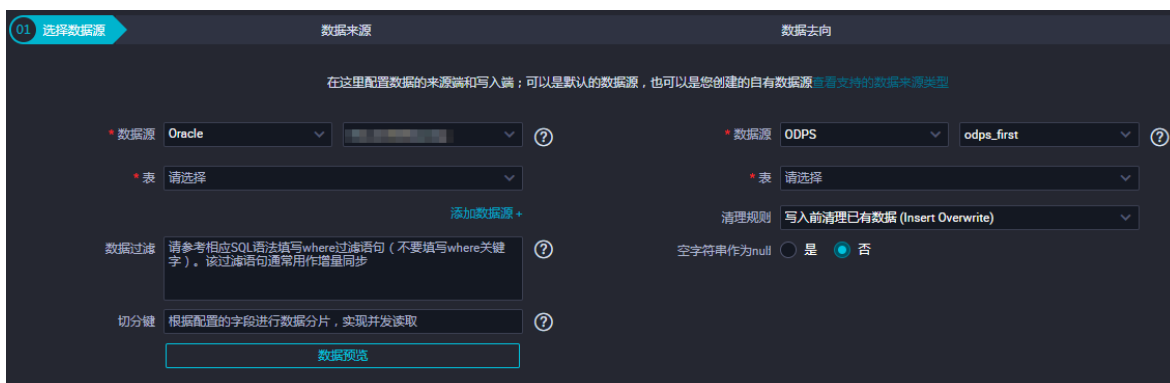 01 选择数据源 数据来源 数据去向
在这里配置数据的来源端和写入端；可以是默认的数据源，也可以是您创建的自有数据源查看支持的数据来源类型
* 数据源 Oracle ? * 数据源 ODPS odps_first ?
* 表 请选择 * 表 请选择
添加数据源 + 清理规则 写入前清理已有数据 (Insert Overwrite)
数据过滤 请参考相应SQL语法填写where过滤语句（不要填写where关键 ? 空字符串作为null 是 否
字）。该过滤语句通常用作增量同步
切分键 根据配置的字段进行数据分片，实现并发读取 ?
数据预览